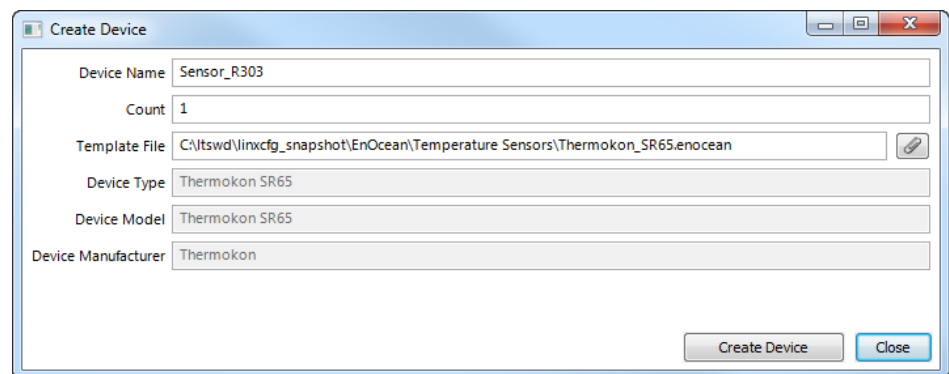 Create Device
Device Name Sensor_R303
Count 1
Template File C:\ltswd\linxcfg_snapshot\EnOcean\Temperature Sensors\Thermokon_SR65.enocean
Device Type Thermokon SR65
Device Model Thermokon SR65
Device Manufacturer Thermokon
Create Device Close